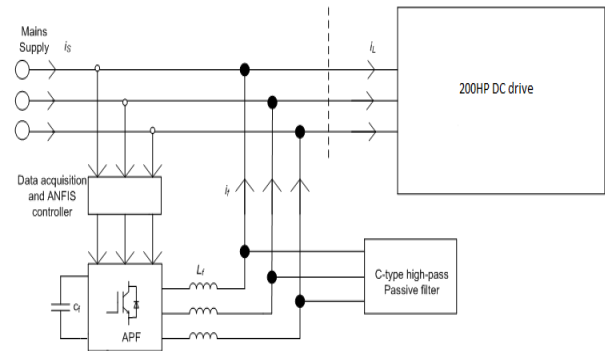 Mains
Supply
is
iL
200HP DC drive
Data acquisition
and ANFIS
controller
if
Lf
C-type high-pass
Passive filter
cf
APF